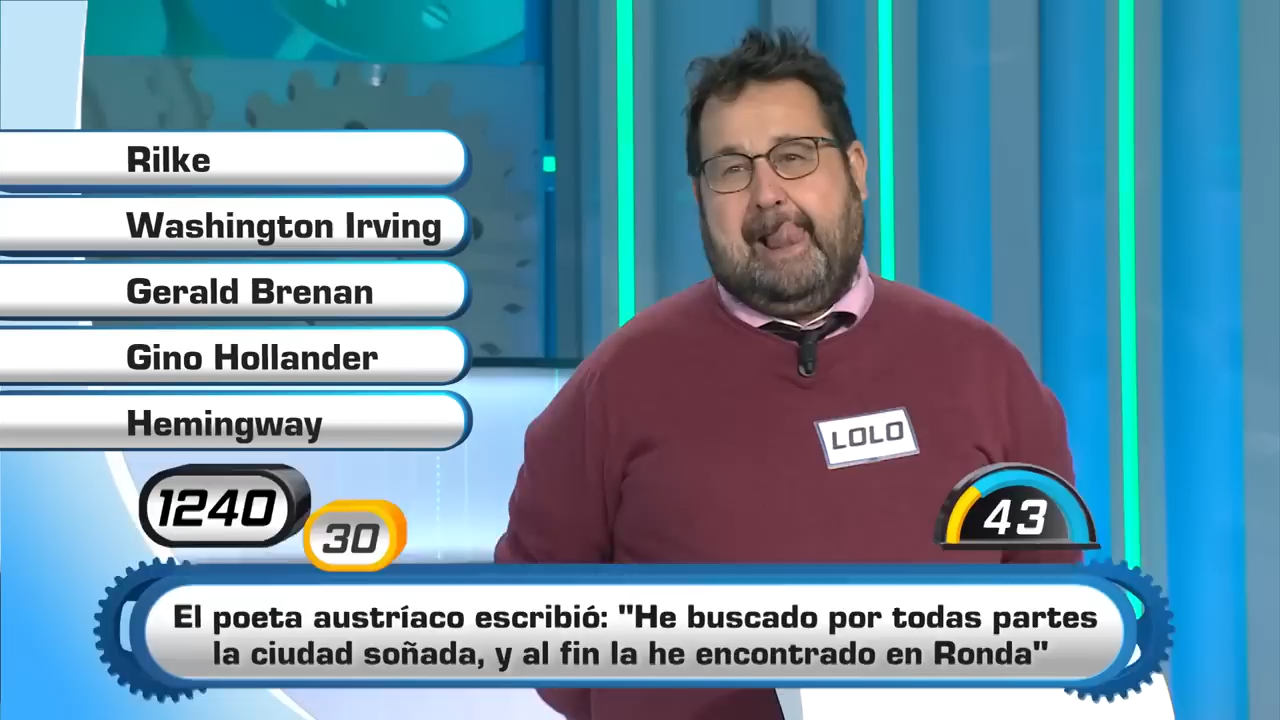 Rilke
Washington Irving
Gerald Brenan
Gino Hollander
Hemingway
LOLO
1240
30
43
El poeta austríaco escribió: "He buscado por todas partes
la ciudad soñada, y al fin la he encontrado en Ronda"